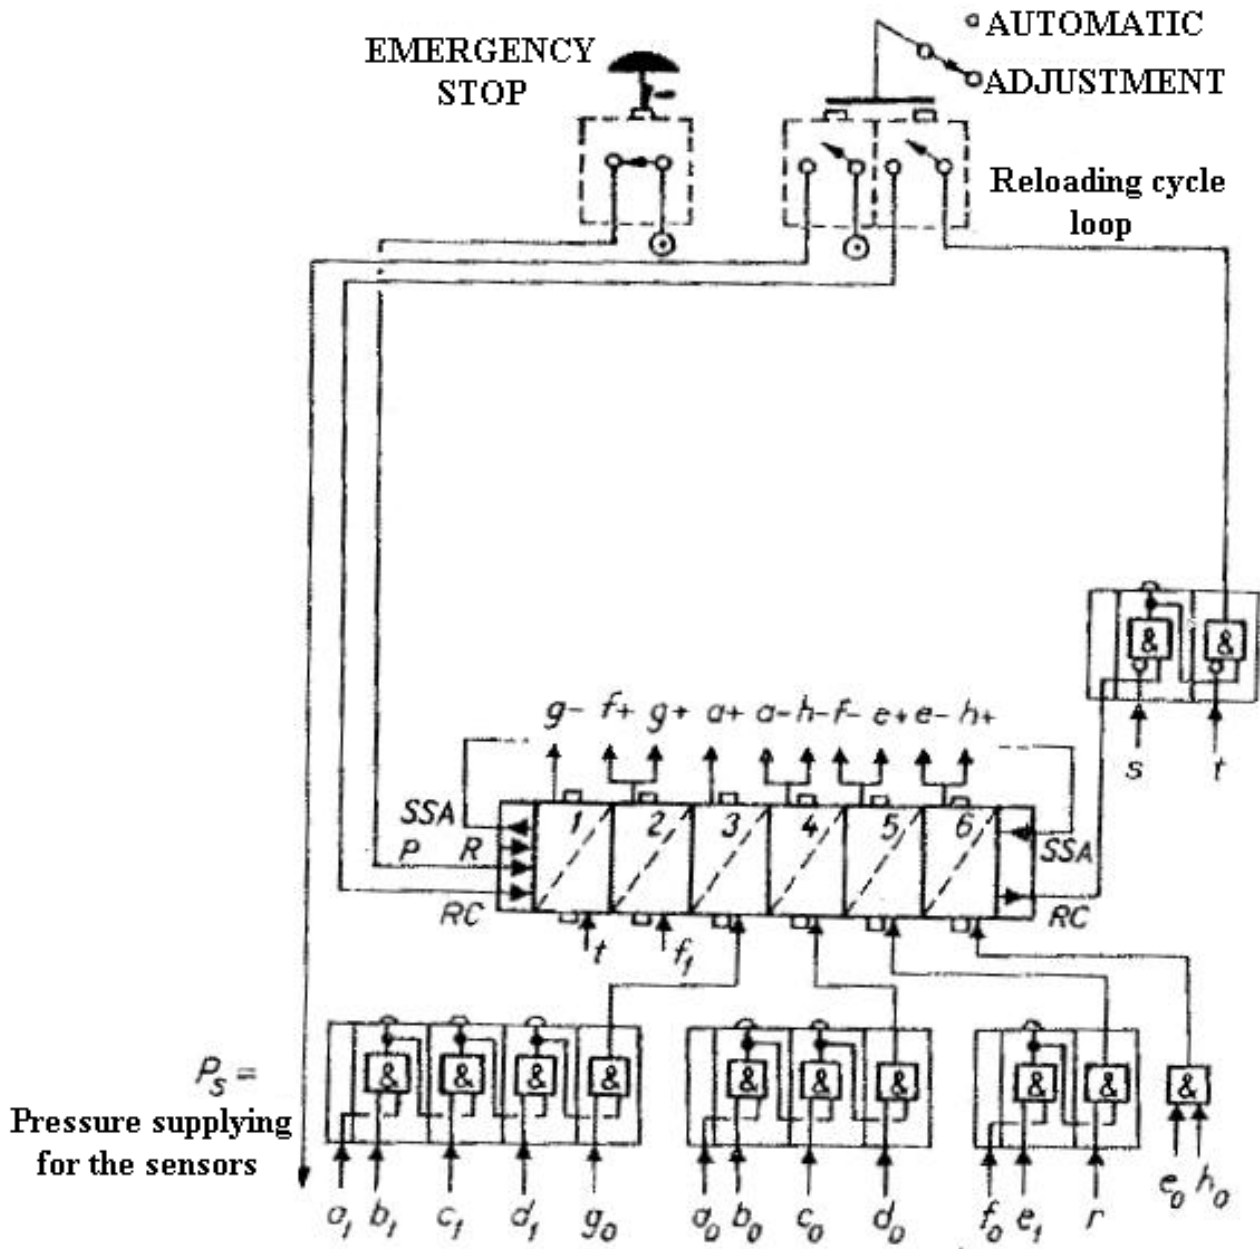 EMERGENCY
STOP
AUTOMATIC
ADJUSTMENT
Reloading cycle
loop
& &
s t
g- f+ g+ a+ a- h- f- e+ e- h+
SSA
P R
RC
1 2 3 4 5 6
SSA
RC
t f₁
& & & &
& & &
& &
&
Pₛ =
Pressure supplying
for the sensors
a₁ b₁ c₁ d₁ g₀
a₀ b₀ c₀ d₀
f₀ e₁ r
e₀ h₀